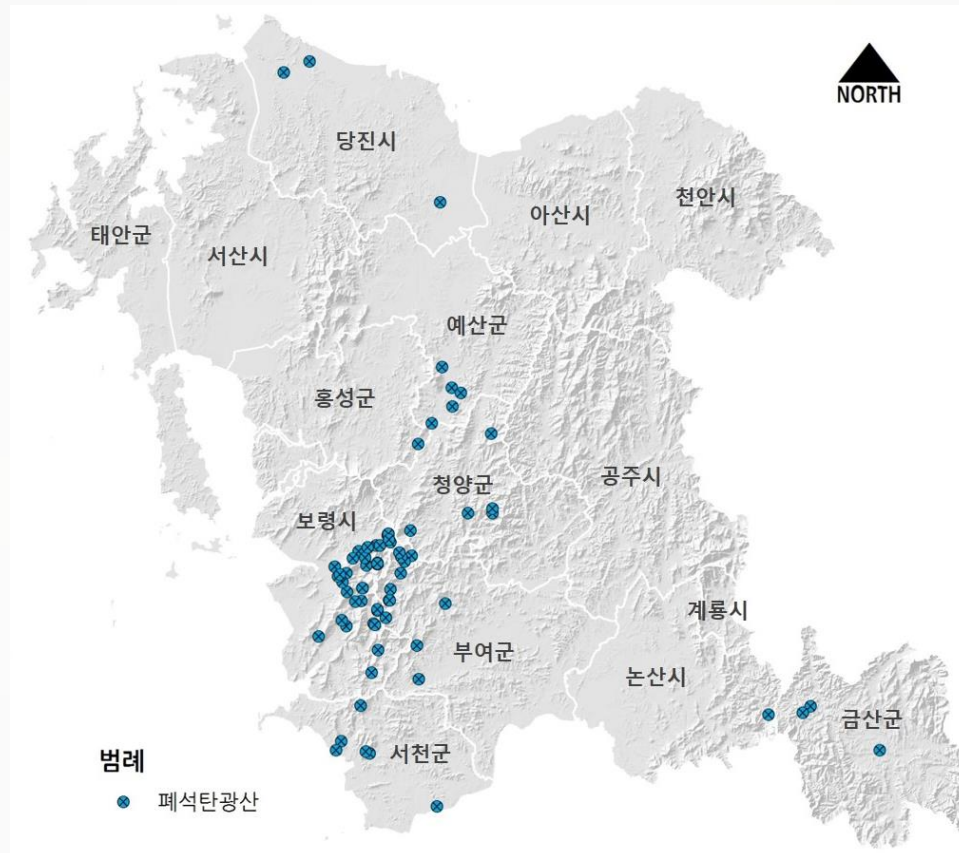 NORTH
당진시
천안시
아산시
태안군
서산시
예산군
홍성군
공주시
청양군
보령시
계룡시
부여군
논산시
금산군
서천군
범례
폐석탄광산